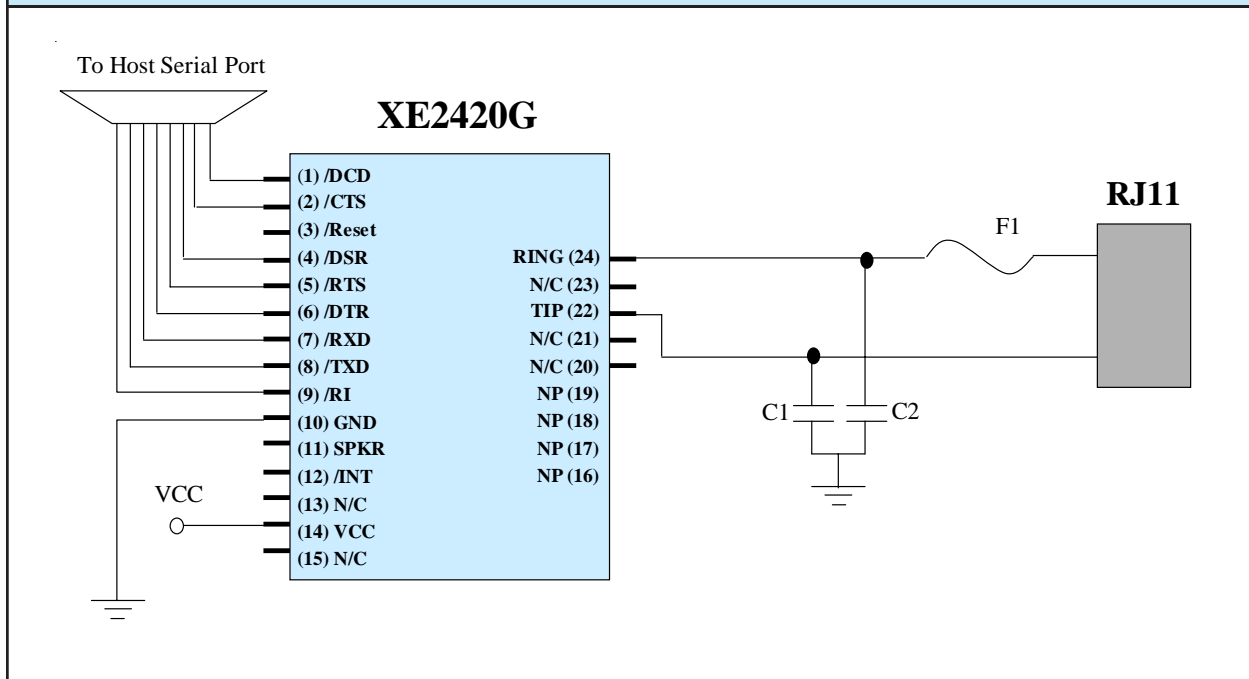 To Host Serial Port
XE2420G
RJ11
F1
(1) /DCD
(2) /CTS
(3) /Reset
(4) /DSR
(5) /RTS
(6) /DTR
(7) /RXD
(8) /TXD
(9) /RI
(10) GND
(11) SPKR
(12) /INT
(13) N/C
(14) VCC
(15) N/C
RING (24)
N/C (23)
TIP (22)
N/C (21)
N/C (20)
NP (19)
NP (18)
NP (17)
NP (16)
C1
C2
VCC